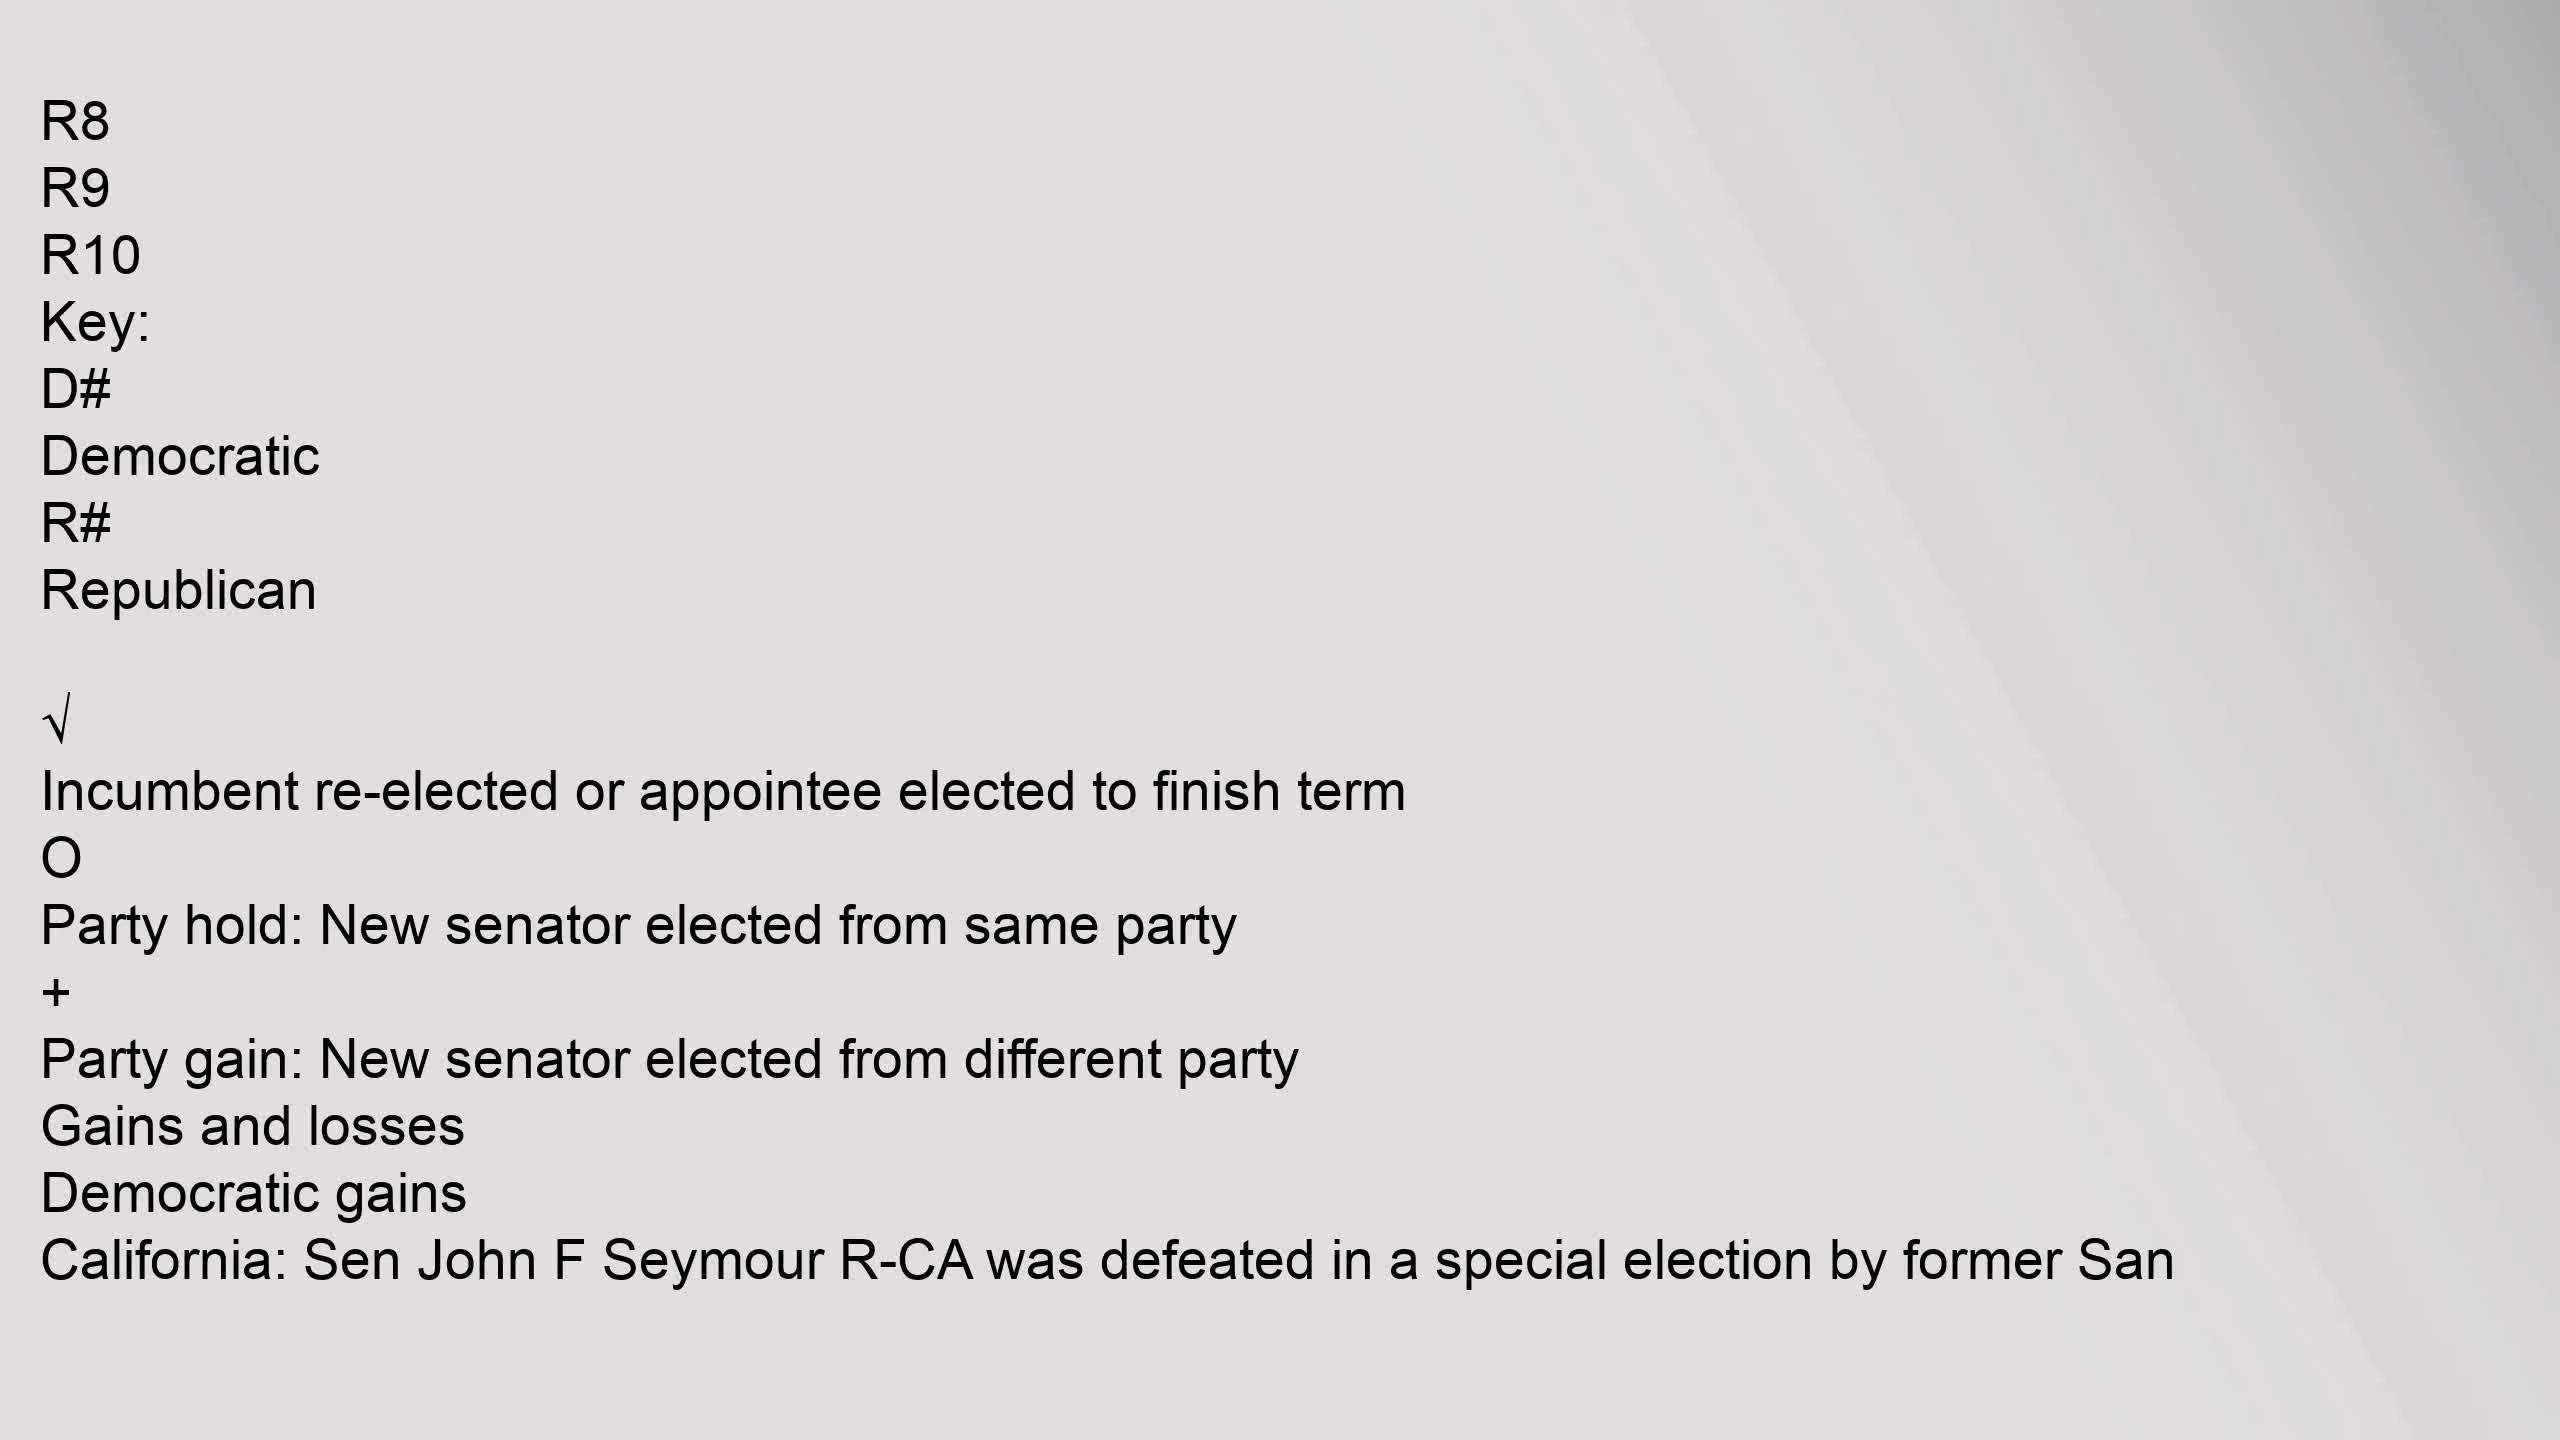 R8
R9
R10
Key:
D#
Democratic
R#
Republican
√
Incumbent re-elected or appointee elected to finish term
O
Party hold: New senator elected from same party
+
Party gain: New senator elected from different party
Gains and losses
Democratic gains
California: Sen John F Seymour R-CA was defeated in a special election by former San